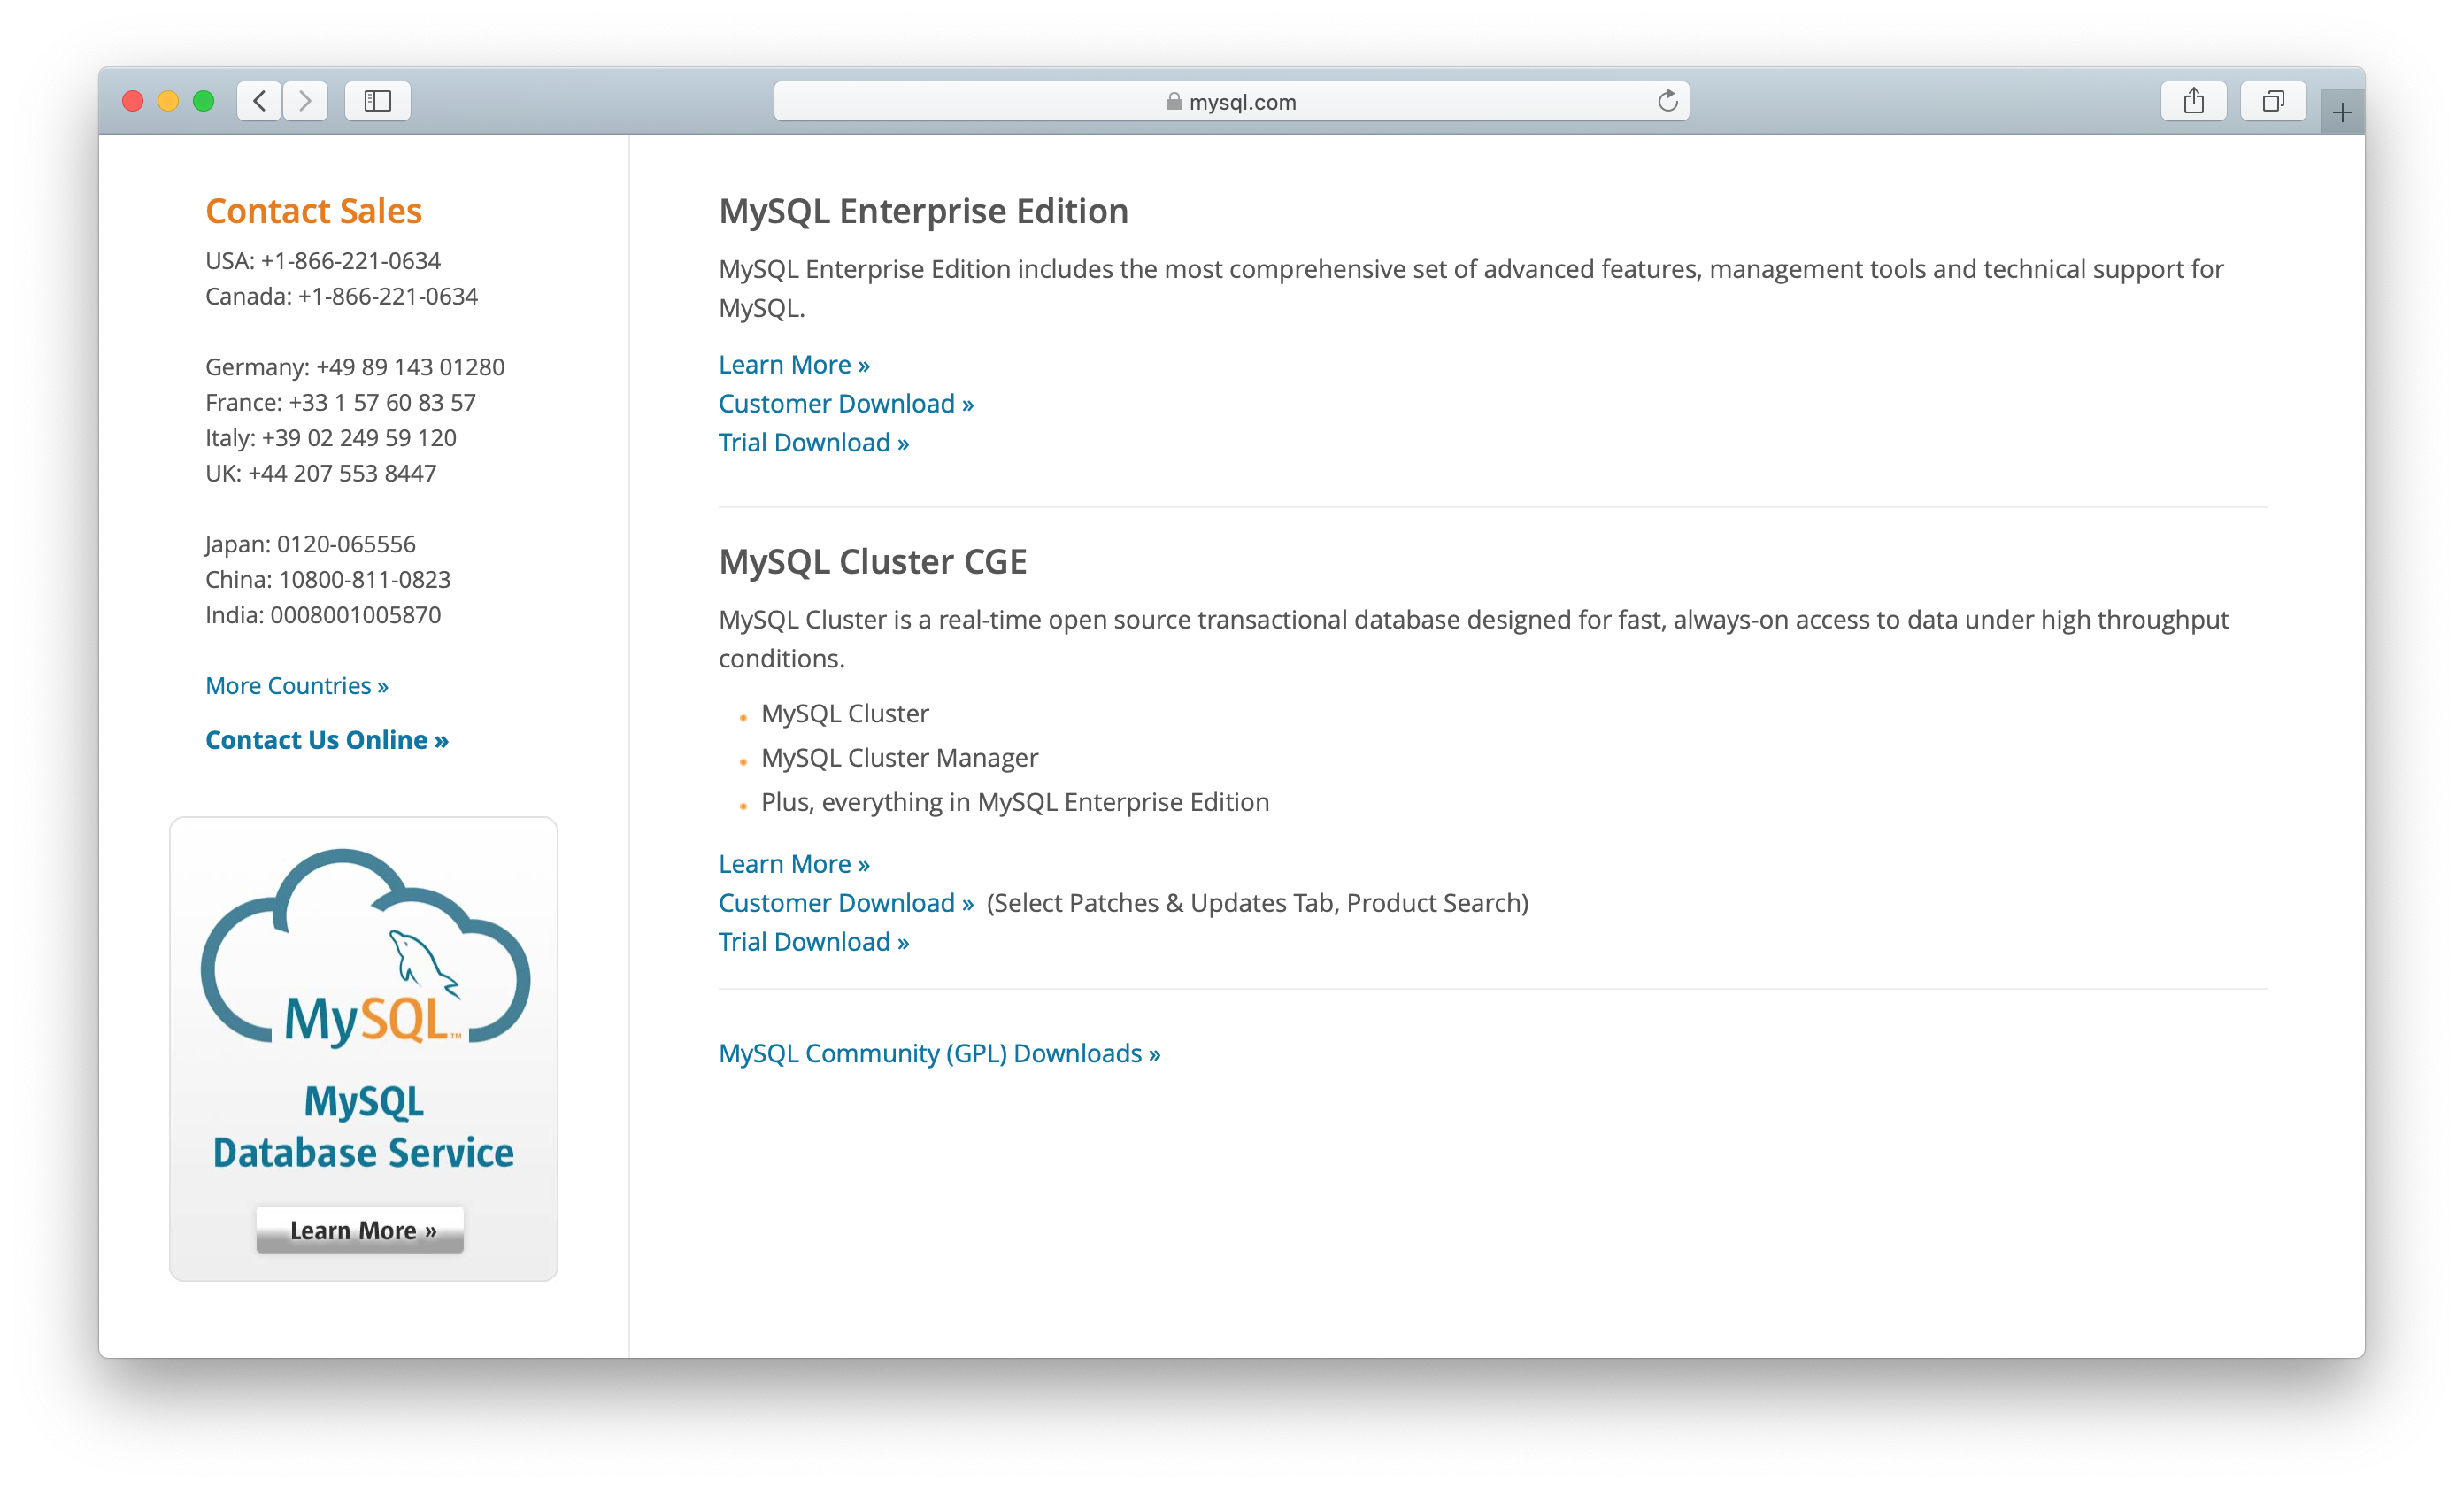 mysql.com
Contact Sales
USA: +1-866-221-0634
Canada: +1-866-221-0634
Germany: +49 89 143 01280
France: +33 1 57 60 83 57
Italy: +39 02 249 59 120
UK: +44 207 553 8447
Japan: 0120-065556
China: 10800-811-0823
India: 0008001005870
More Countries »
Contact Us Online »
MySQL™
MySQL
Database Service
Learn More »
MySQL Enterprise Edition
MySQL Enterprise Edition includes the most comprehensive set of advanced features, management tools and technical support for
MySQL.
Learn More »
Customer Download »
Trial Download »
MySQL Cluster CGE
MySQL Cluster is a real-time open source transactional database designed for fast, always-on access to data under high throughput
conditions.
MySQL Cluster
MySQL Cluster Manager
Plus, everything in MySQL Enterprise Edition
Learn More »
Customer Download » (Select Patches & Updates Tab, Product Search)
Trial Download »
MySQL Community (GPL) Downloads »